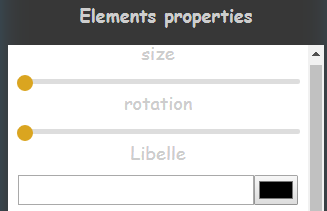 Elements properties
size
rotation
Libelle